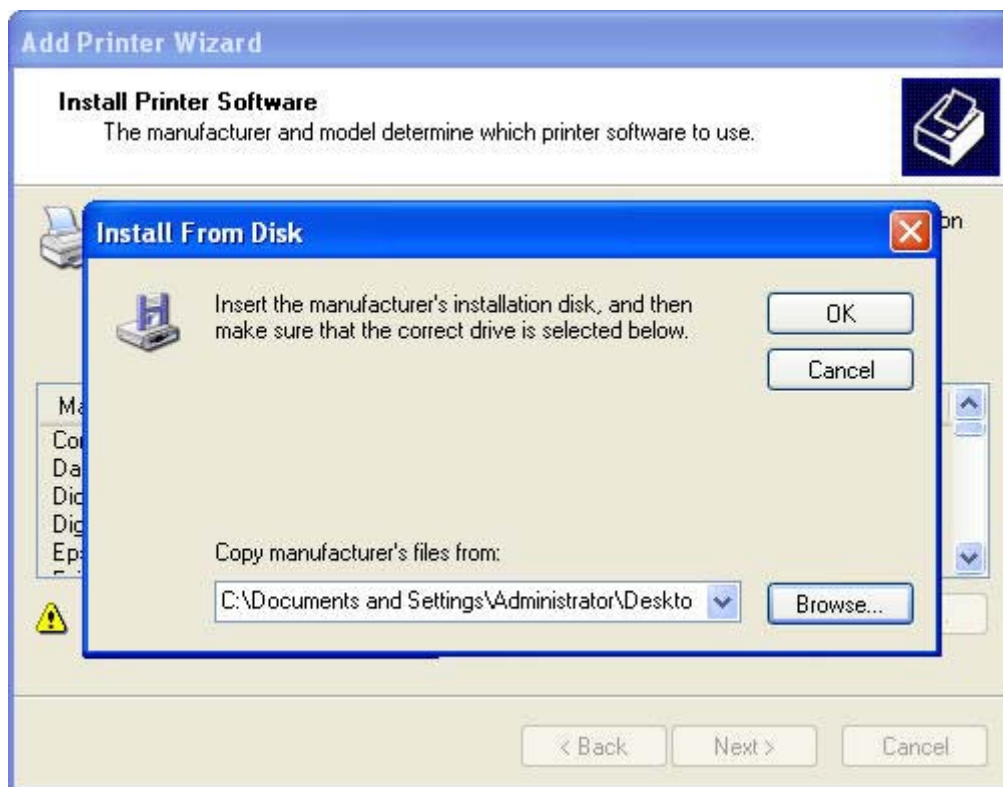 Add Printer Wizard
Install Printer Software
The manufacturer and model determine which printer software to use.
Install From Disk
Insert the manufacturer's installation disk, and then
make sure that the correct drive is selected below.
OK
Cancel
Copy manufacturer's files from:
C:\Documents and Settings\Administrator\Deskto
Browse...
< Back
Next >
Cancel